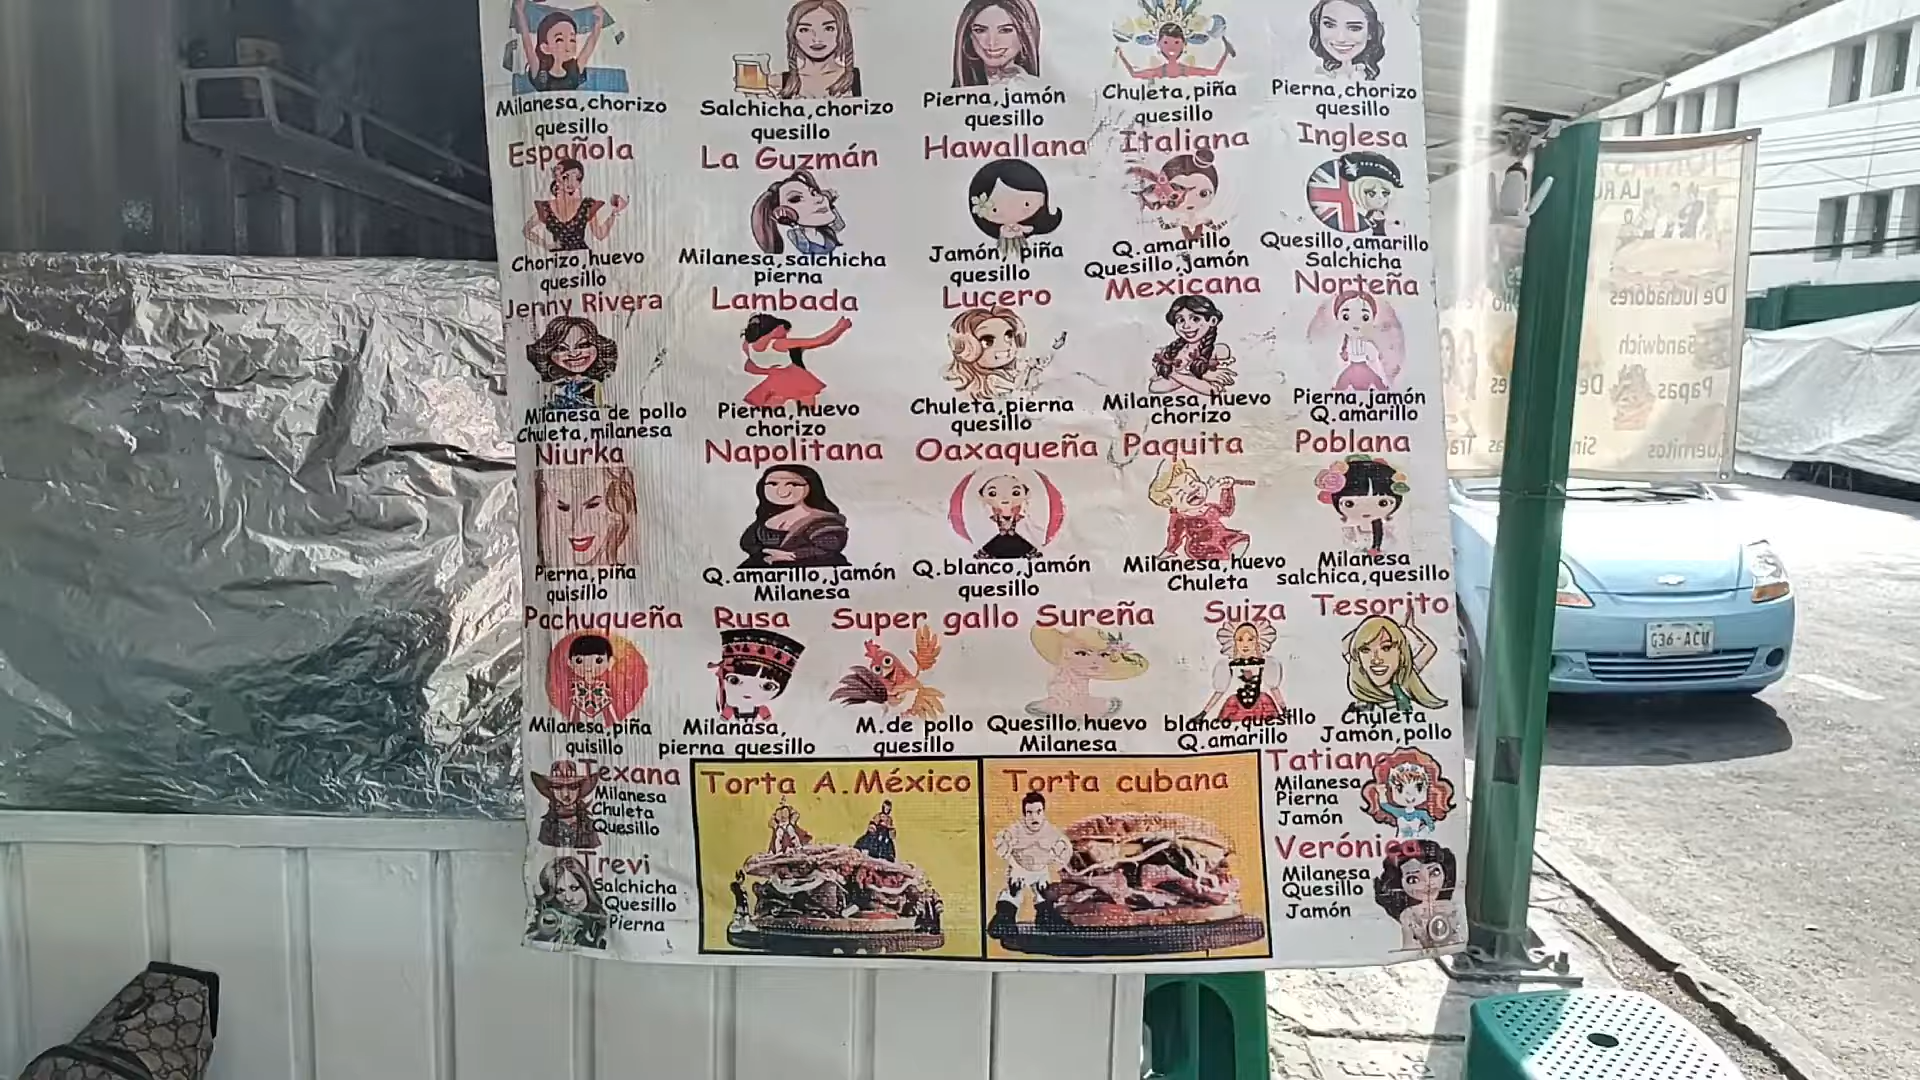 Milanesa,chorizo
quesillo
Salchicha,chorizo
quesillo
Pierna,jamón
quesillo
Chuleta,piña
quesillo
Pierna,chorizo
quesillo
Española
Chorizo,huevo
quesillo
La Guzmán
Milanesa,salchicha
pierna
Hawallana
Jamón, piña
quesillo
Italiana
Q.amarillo
Quesillo,jamón
Inglesa
Quesillo,amarillo
Salchicha
Jenny Rivera
Milanesa de pollo
Chuleta,milanesa
Lambada
Pierna,huevo
chorizo
Lucero
Chuleta,pierna
quesillo
Mexicana
Milanesa,huevo
chorizo
Norteña
Pierna,jamón
Q.amarillo
Niurka
Pierna,piña
quisillo
Napolitana
Q.amarillo,jamón
Milanesa
Oaxaqueña
Q.blanco,jamón
quesillo
Paquita
Milanesa,huevo
Chuleta
Poblana
Milanesa
salchica,quesillo
Pachuqueña
Milanesa,piña
quisillo
Rusa
Milanasa,
pierna quesillo
Super gallo
M.de pollo
quesillo
Sureña
Quesillo,huevo
Milanesa
Suiza
blanco,quesillo
Q.amarillo
Tesorito
Chuleta
Jamón,pollo
Texana
Milanesa
Chuleta
Quesillo
Trevi
Salchicha
Quesillo
Pierna
Torta A.México
Torta cubana
Tatiana
Milanesa
Pierna
Jamón
Verónica
Milanesa
Quesillo
Jamón
De luchadores
Sandwich
Papas
Cuernitos
G36-ACU